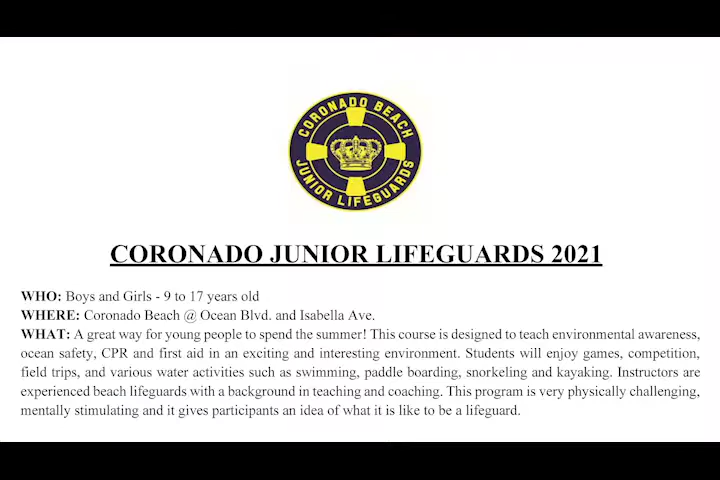 CORONADO BEACH
JUNIOR LIFEGUARDS
CORONADO JUNIOR LIFEGUARDS 2021
WHO: Boys and Girls - 9 to 17 years old
WHERE: Coronado Beach @ Ocean Blvd. and Isabella Ave.
WHAT: A great way for young people to spend the summer! This course is designed to teach environmental awareness,
ocean safety, CPR and first aid in an exciting and interesting environment. Students will enjoy games, competition,
field trips, and various water activities such as swimming, paddle boarding, snorkeling and kayaking. Instructors are
experienced beach lifeguards with a background in teaching and coaching. This program is very physically challenging,
mentally stimulating and it gives participants an idea of what it is like to be a lifeguard.